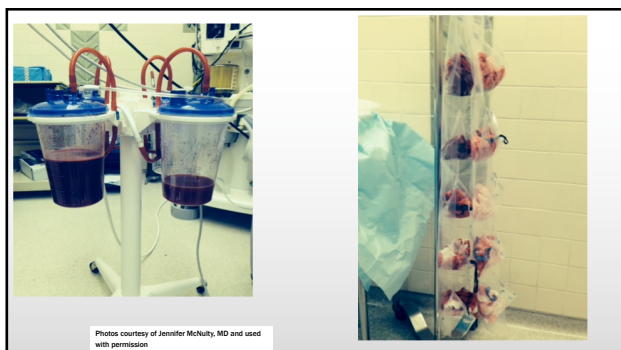 Photos courtesy of Jennifer McNulty, MD and used
with permission